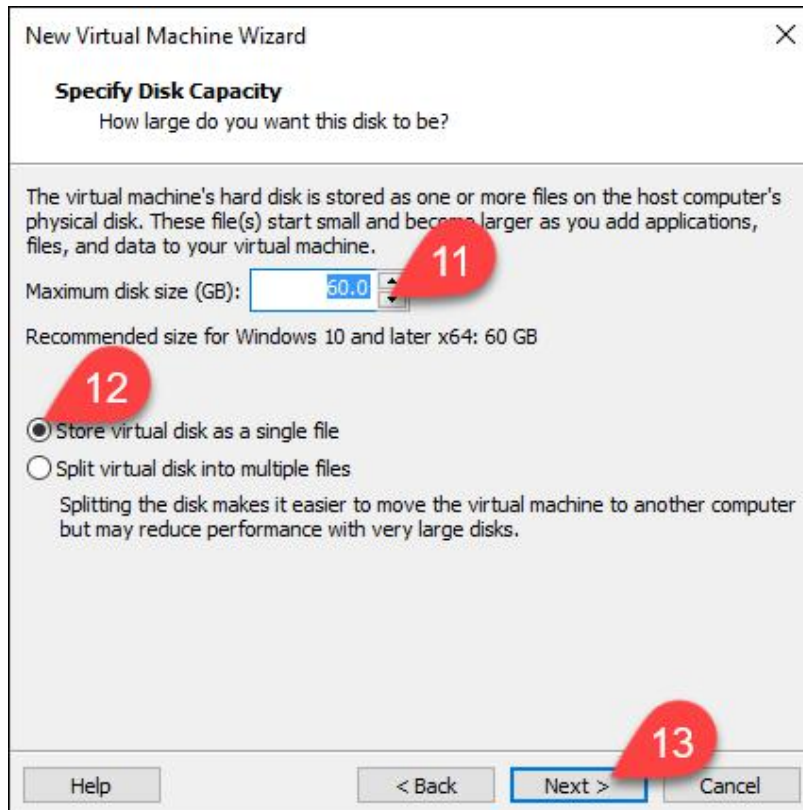 New Virtual Machine Wizard
Specify Disk Capacity
How large do you want this disk to be?
The virtual machine's hard disk is stored as one or more files on the host computer's
physical disk. These file(s) start small and become larger as you add applications,
files, and data to your virtual machine.
11
Maximum disk size (GB): 60.0
Recommended size for Windows 10 and later x64: 60 GB
12
Store virtual disk as a single file
Split virtual disk into multiple files
Splitting the disk makes it easier to move the virtual machine to another computer
but may reduce performance with very large disks.
13
Help < Back Next > Cancel